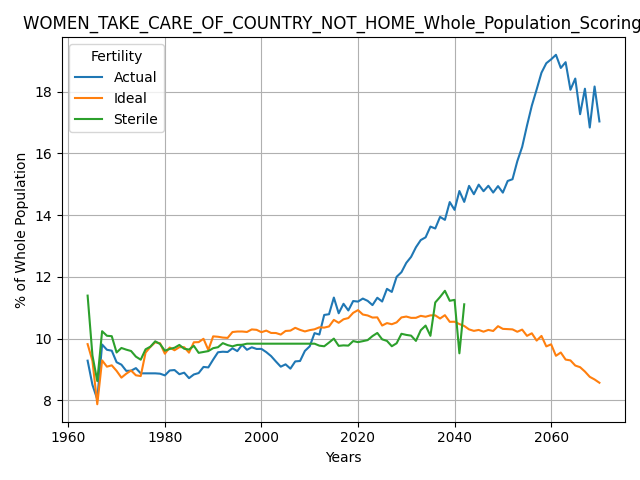 WOMEN_TAKE_CARE_OF_COUNTRY_NOT_HOME_Whole_Population_Scoring
Fertility
Actual
Ideal
Sterile
% of Whole Population
18
16
14
12
10
8
1960 1980 2000 2020 2040 2060
Years